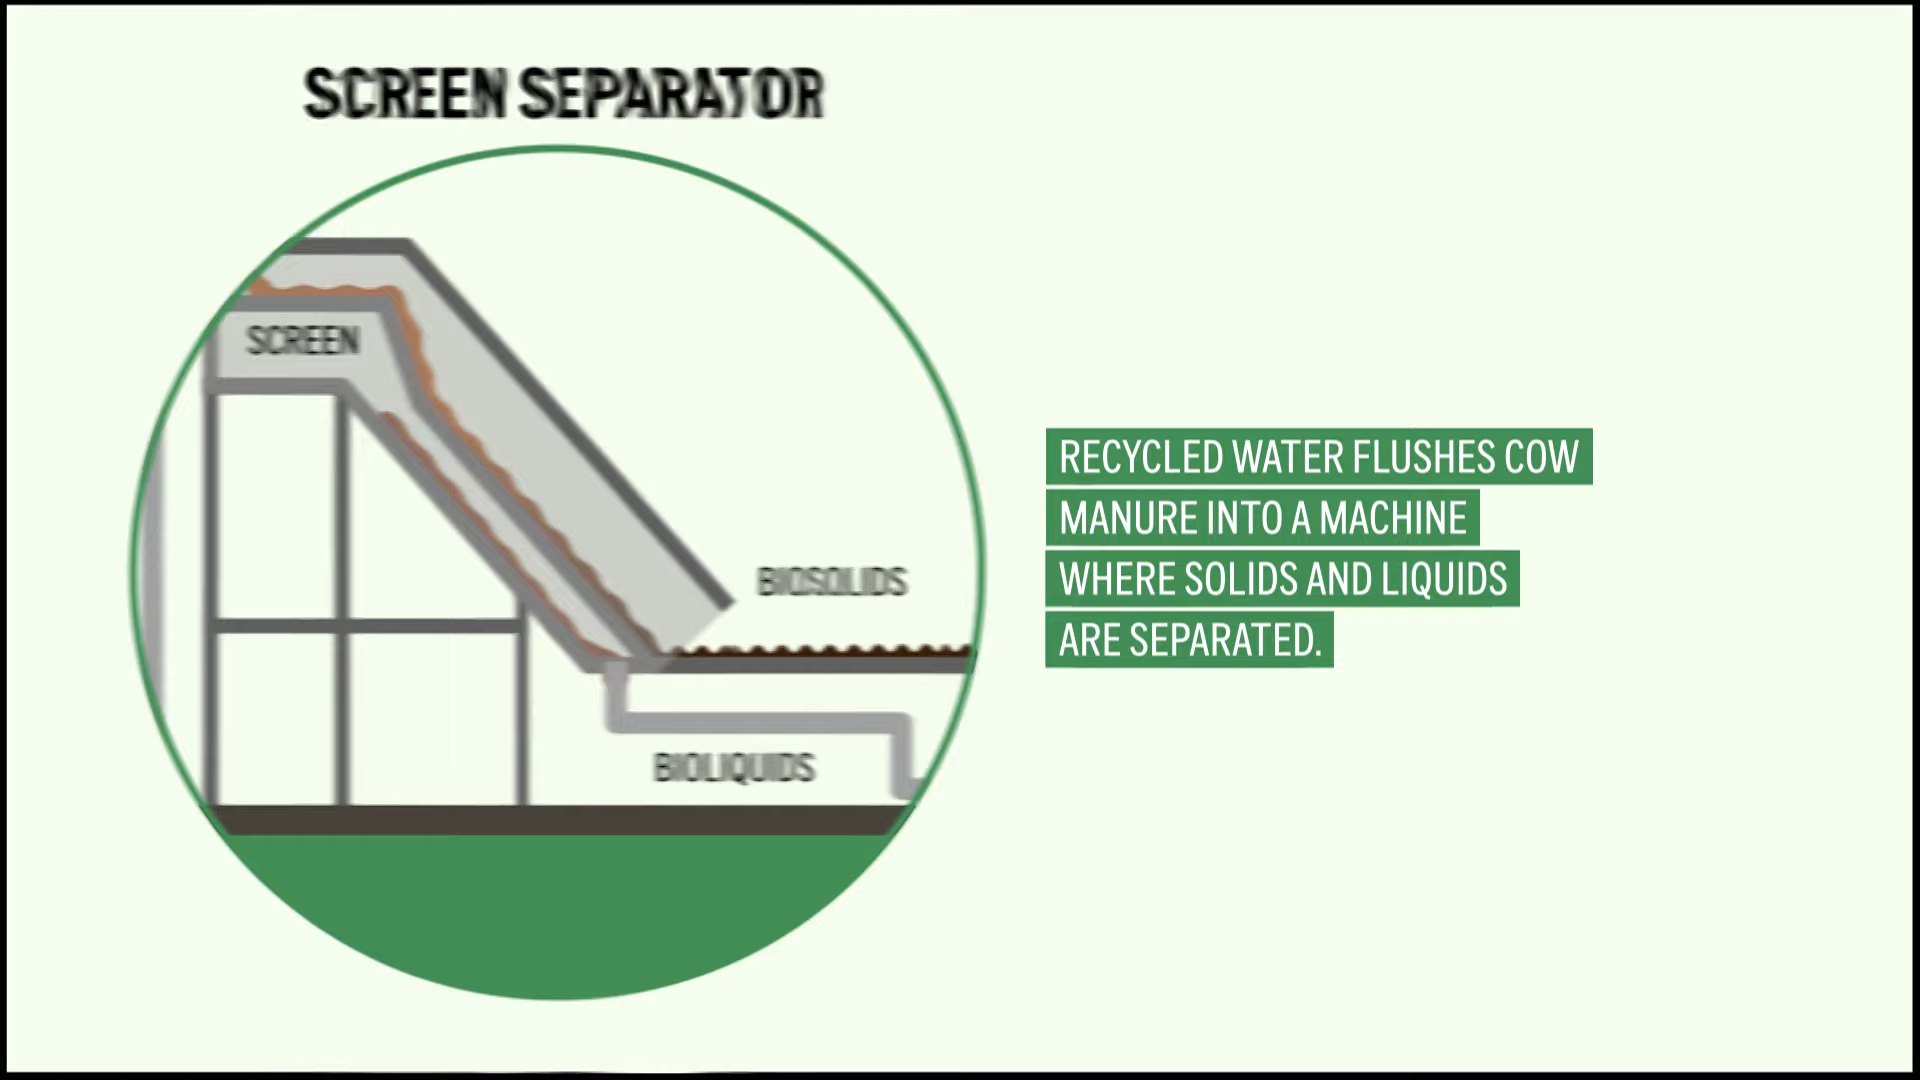 SCREEN SEPARATOR
SCREEN
BIOSOLIDS
BIOLIQUIDS
RECYCLED WATER FLUSHES COW
MANURE INTO A MACHINE
WHERE SOLIDS AND LIQUIDS
ARE SEPARATED.